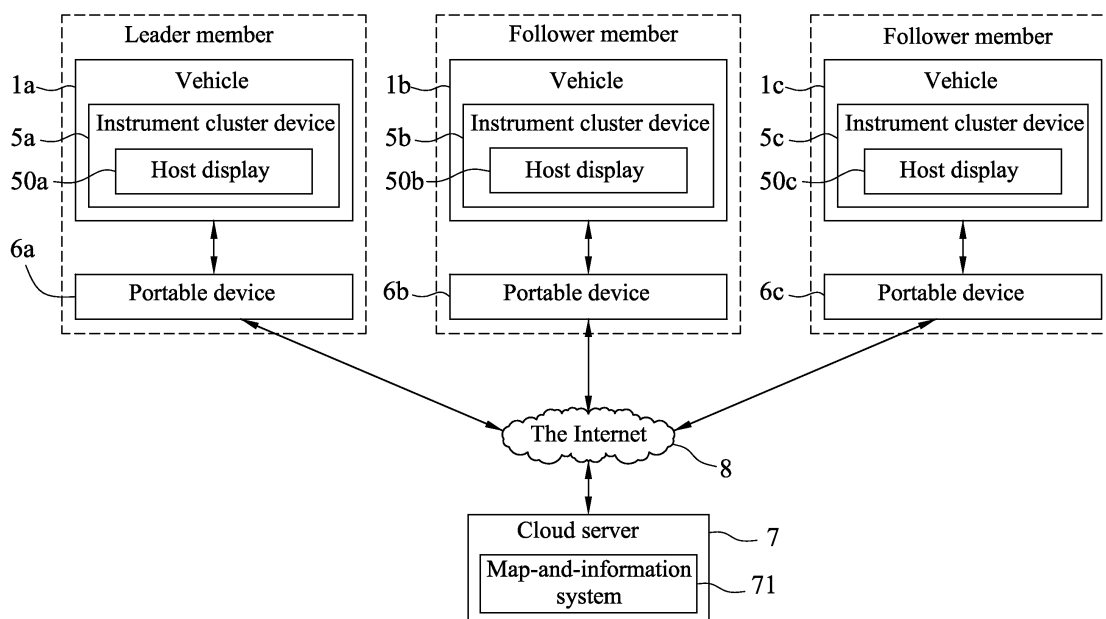 Leader member
1a
Vehicle
5a
Instrument cluster device
50a
Host display
6a
Portable device
Follower member
1b
Vehicle
5b
Instrument cluster device
50b
Host display
6b
Portable device
Follower member
1c
Vehicle
5c
Instrument cluster device
50c
Host display
6c
Portable device
The Internet
8
Cloud server
7
Map-and-information
system
71